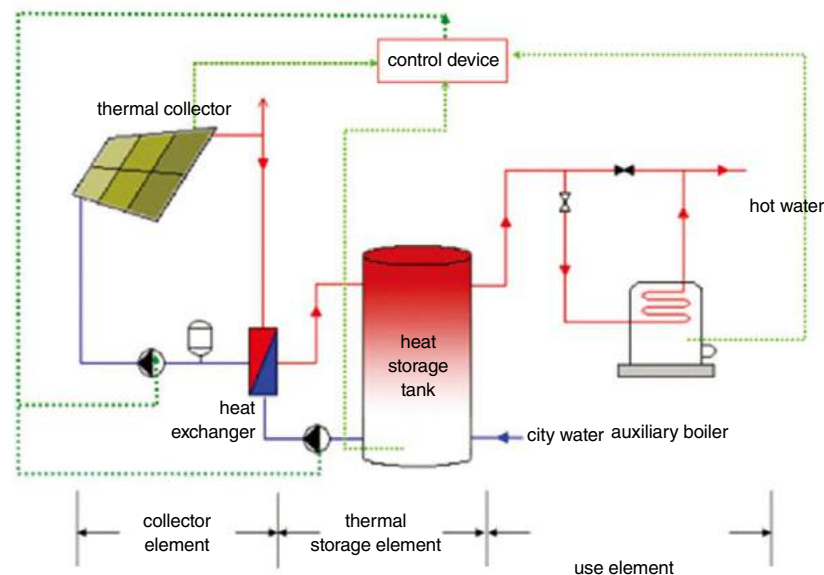 control device
thermal collector
hot water
heat
storage
tank
heat
exchanger
city water auxiliary boiler
collector
element
thermal
storage element
use element